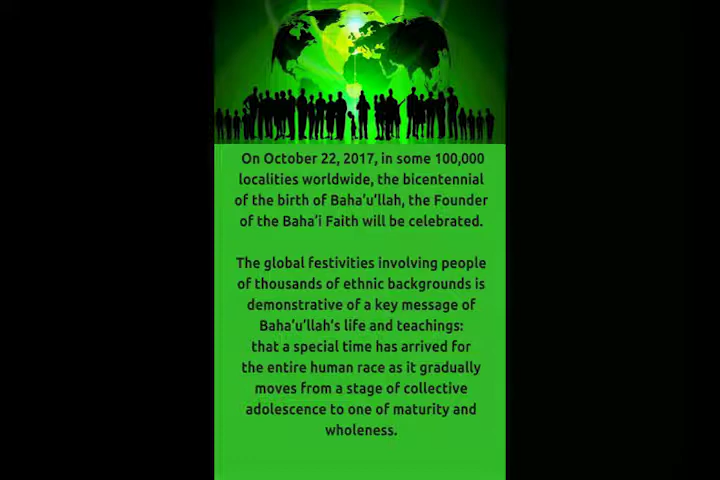 On October 22, 2017, in some 100,000
localities worldwide, the bicentennial
of the birth of Baha’u’llah, the Founder
of the Baha’i Faith will be celebrated.
The global festivities involving people
of thousands of ethnic backgrounds is
demonstrative of a key message of
Baha’u’llah’s life and teachings:
that a special time has arrived for
the entire human race as it gradually
moves from a stage of collective
adolescence to one of maturity and
wholeness.